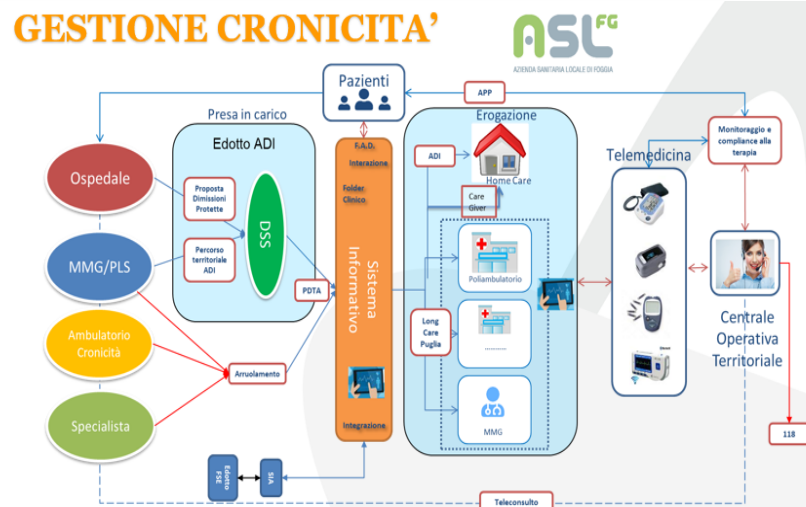 GESTIONE CRONICITA’
ASL FG
AZIENDA SANITARIA LOCALE DI FOGGIA
Pazienti
APP
Presa in carico
Erogazione
Edotto ADI
F.A.D.
Interazione
ADI
Home Care
Monitoraggio e
compliance alla
terapia
Telemedicina
Ospedale
Proposta
Dimissioni
Protette
Folder
Clinico
Care
Giver
DSS
MMG/PLS
Percorso
territoriale
ADI
Sistema
Informativo
Poliambulatorio
PDTA
Long
Care
Puglia
..............
Centrale
Operativa
Territoriale
Ambulatorio
Cronicità
Arruolamento
Specialista
Integrazione
MMG
118
Edotto
FSE
SIA
Teleconsulto